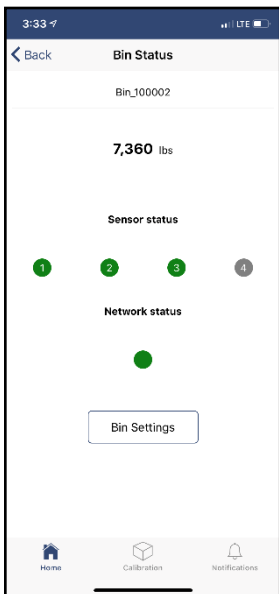 3:33 LTE
Back Bin Status
Bin_100002
7,360 lbs
Sensor status
1 2 3 4
Network status
Bin Settings
Home Calibration Notifications